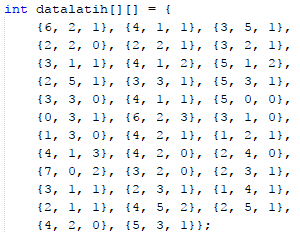 int datalatih[][] = {
{6, 2, 1}, {4, 1, 1}, {3, 5, 1},
{2, 2, 0}, {2, 2, 1}, {3, 2, 1},
{3, 1, 1}, {4, 1, 2}, {5, 1, 2},
{2, 5, 1}, {3, 3, 1}, {5, 3, 1},
{3, 3, 0}, {4, 1, 1}, {5, 0, 0},
{0, 3, 1}, {6, 2, 3}, {3, 1, 0},
{1, 3, 0}, {4, 2, 1}, {1, 2, 1},
{4, 1, 3}, {4, 2, 0}, {2, 4, 0},
{7, 0, 2}, {3, 2, 0}, {2, 3, 1},
{3, 1, 1}, {2, 3, 1}, {1, 4, 1},
{2, 1, 1}, {4, 5, 2}, {2, 5, 1},
{4, 2, 0}, {5, 3, 1}};